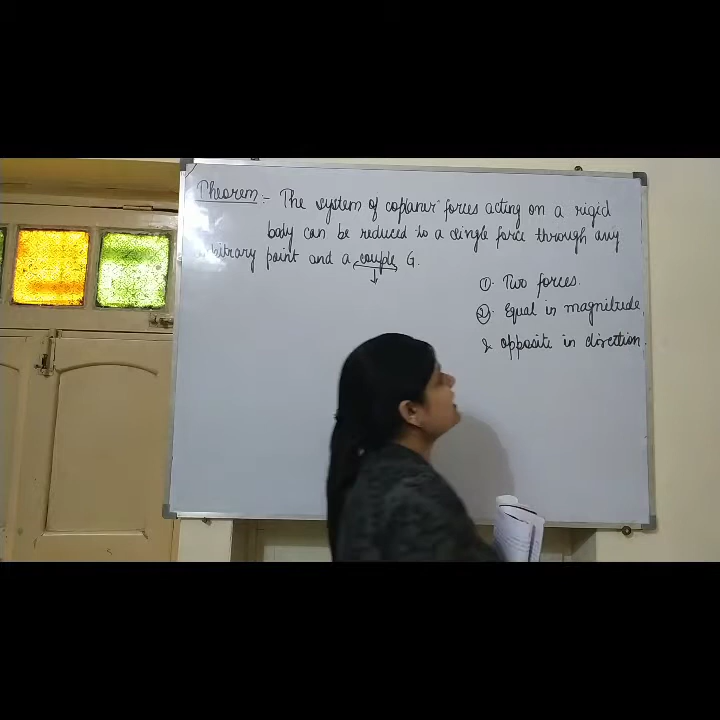 Theorem:- The system of coplaner forces acting on a rigid
body can be reduced to a single force through any
arbitrary point and a couple G.
① Two forces.
② Equal in magnitude
& opposite in direction.